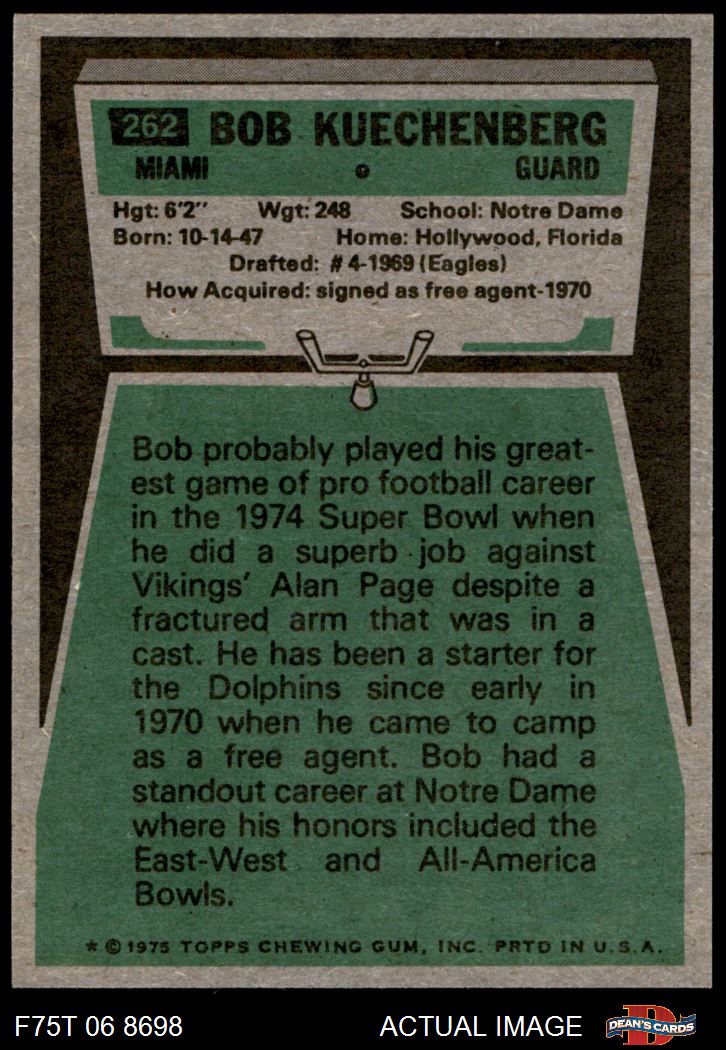 262 BOB KUECHENBERG
MIAMI • GUARD
Hgt: 6'2" Wgt: 248 School: Notre Dame
Born: 10-14-47 Home: Hollywood, Florida
Drafted: #4-1969 (Eagles)
How Acquired: signed as free agent-1970
Bob probably played his great-
est game of pro football career
in the 1974 Super Bowl when
he did a superb job against
Vikings' Alan Page despite a
fractured arm that was in a
cast. He has been a starter for
the Dolphins since early in
1970 when he came to camp
as a free agent. Bob had a
standout career at Notre Dame
where his honors included the
East-West and All-America
Bowls.
* © 1975 TOPPS CHEWING GUM, INC. PRTD IN U.S.A.
F75T 06 8698 ACTUAL IMAGE D DEAN'S CARDS